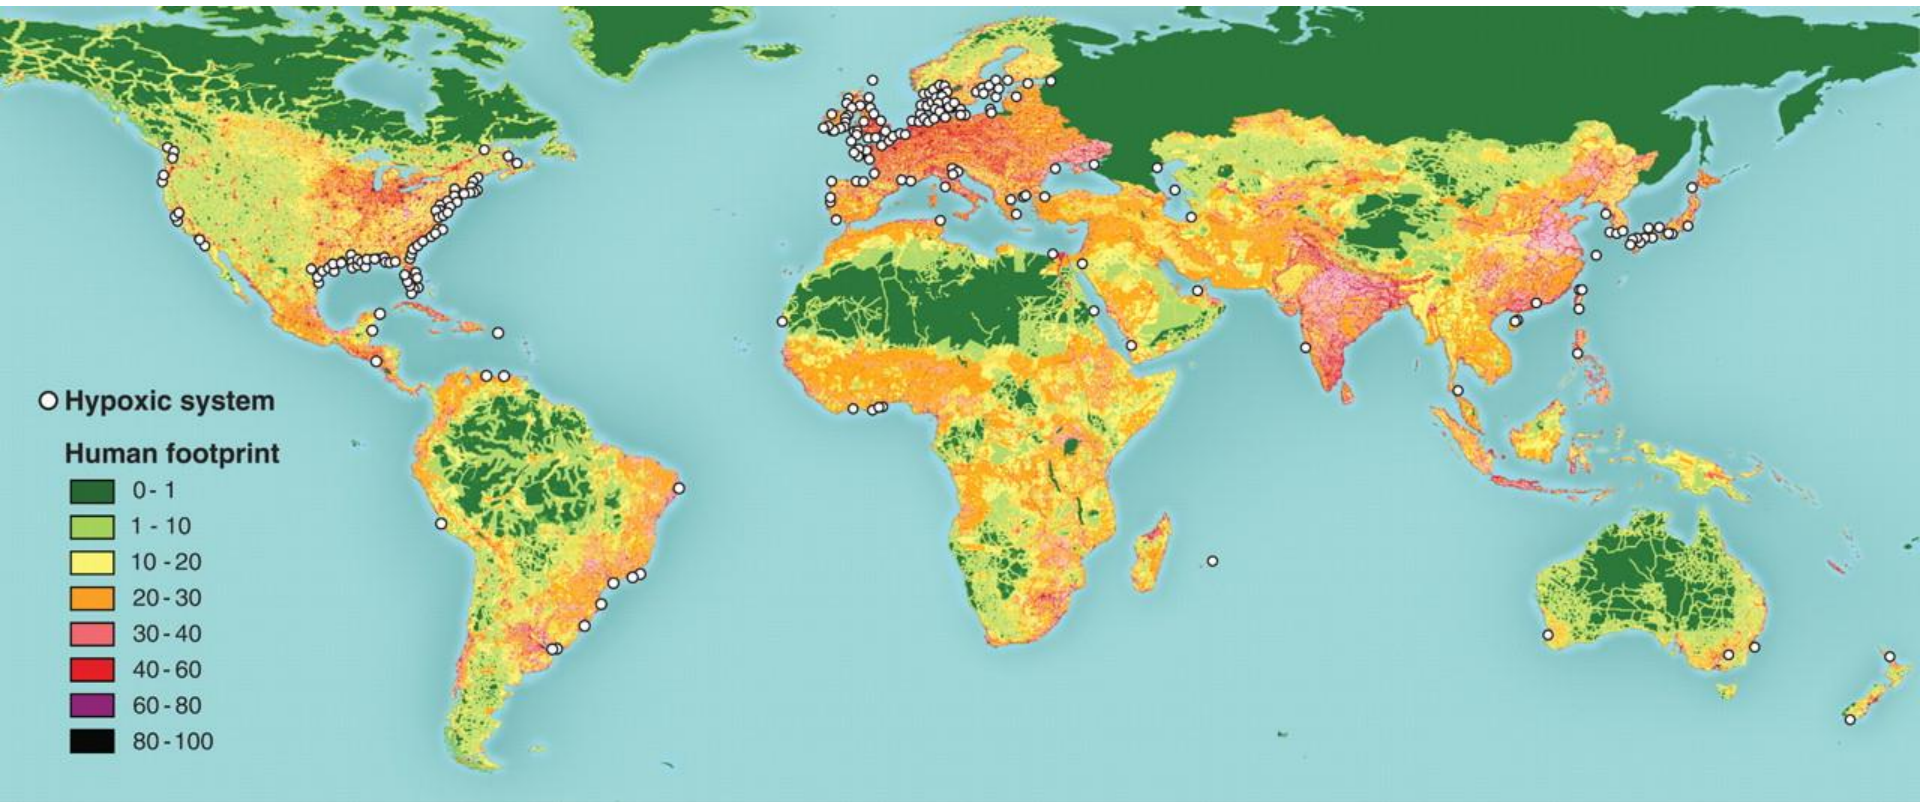 Hypoxic system
Human footprint
0 - 1
1 - 10
10 - 20
20 - 30
30 - 40
40 - 60
60 - 80
80 - 100